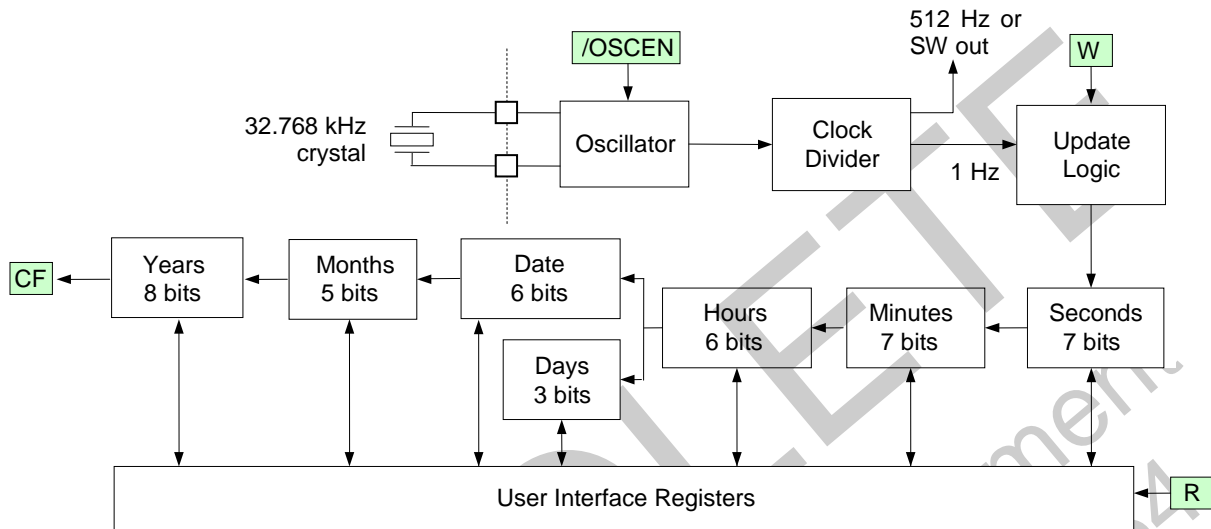 512 Hz or
SW out
/OSCEN
W
32.768 kHz
crystal
Oscillator
Clock
Divider
1 Hz
Update
Logic
CF
Years
8 bits
Months
5 bits
Date
6 bits
Days
3 bits
Hours
6 bits
Minutes
7 bits
Seconds
7 bits
User Interface Registers
R